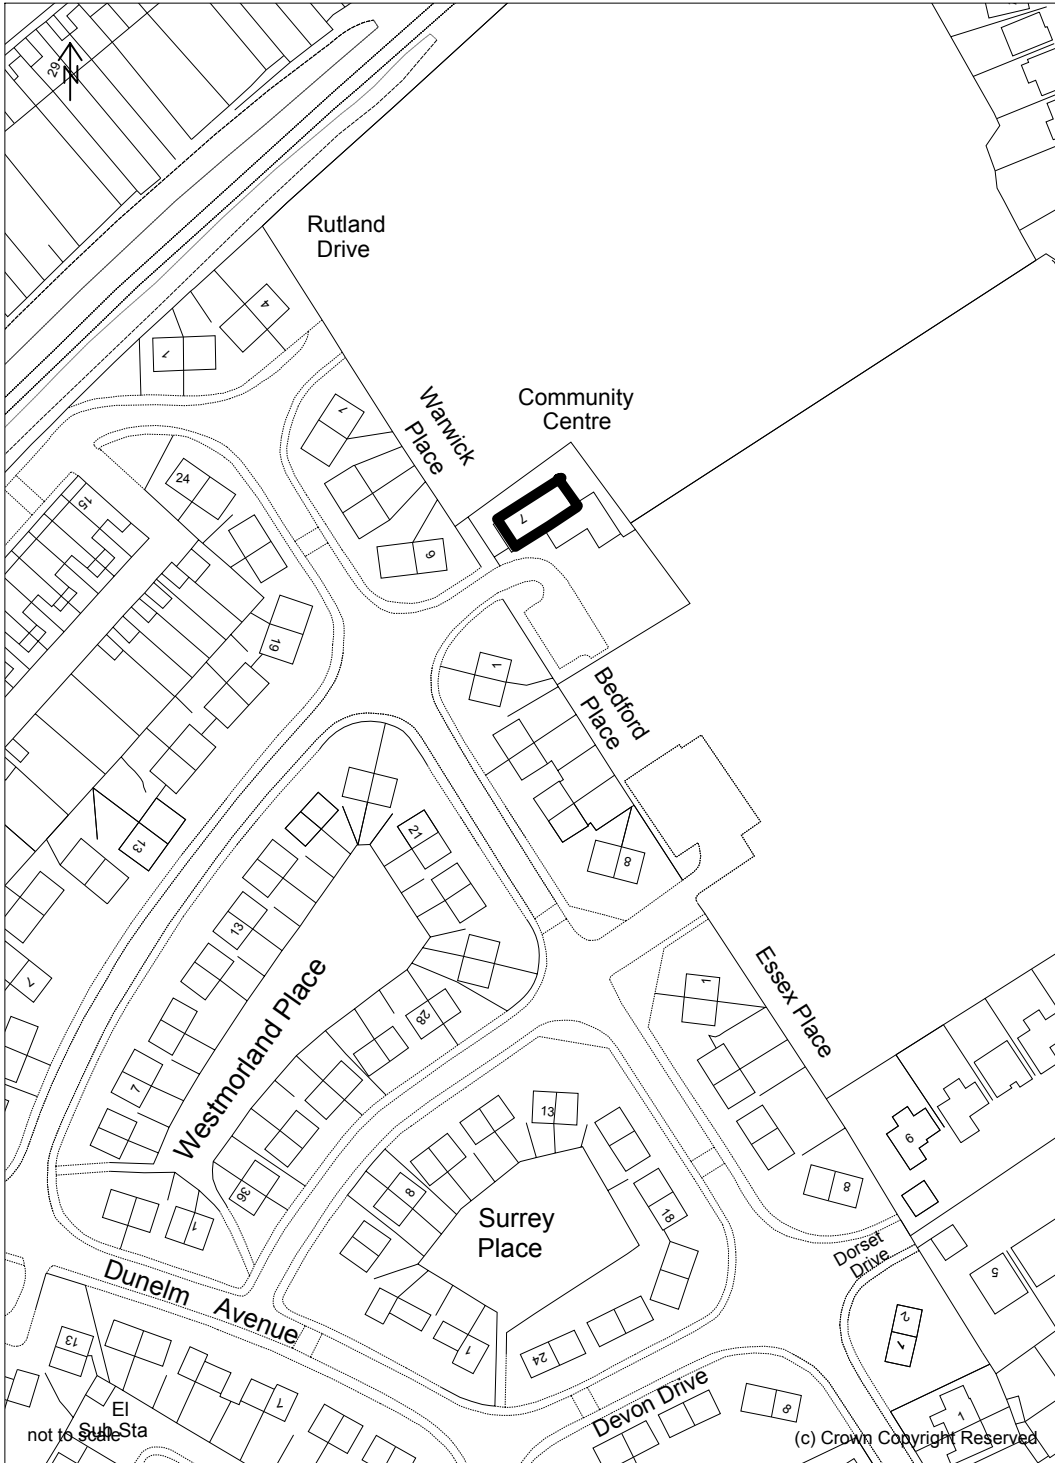 29
N
Rutland
Drive
4
7
Warwick
Place
7
Community
Centre
24
15
7
9
19
1
Bedford
Place
13
21
8
13
7
Westmorland Place
28
Essex Place
1
7
13
9
36
8
18
8
1
Surrey
Place
Dorset
Drive
5
Dunelm Avenue
2
1
13
1
24
1
Devon Drive
8
1
El
Sub Sta
not to scale
(c) Crown Copyright Reserved